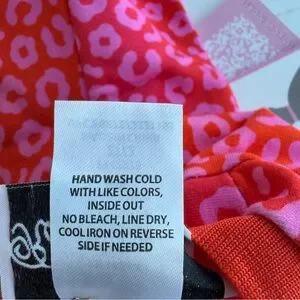 HAND WASH COLD
WITH LIKE COLORS,
INSIDE OUT
NO BLEACH, LINE DRY,
COOL IRON ON REVERSE
SIDE IF NEEDED